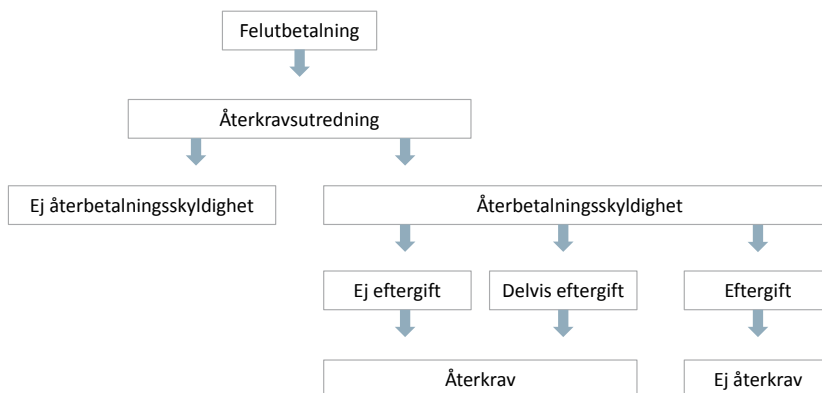 Felutbetalning
Återkravsutredning
Ej återbetalningsskyldighet
Återbetalningsskyldighet
Ej eftergift
Delvis eftergift
Eftergift
Återkrav
Ej återkrav